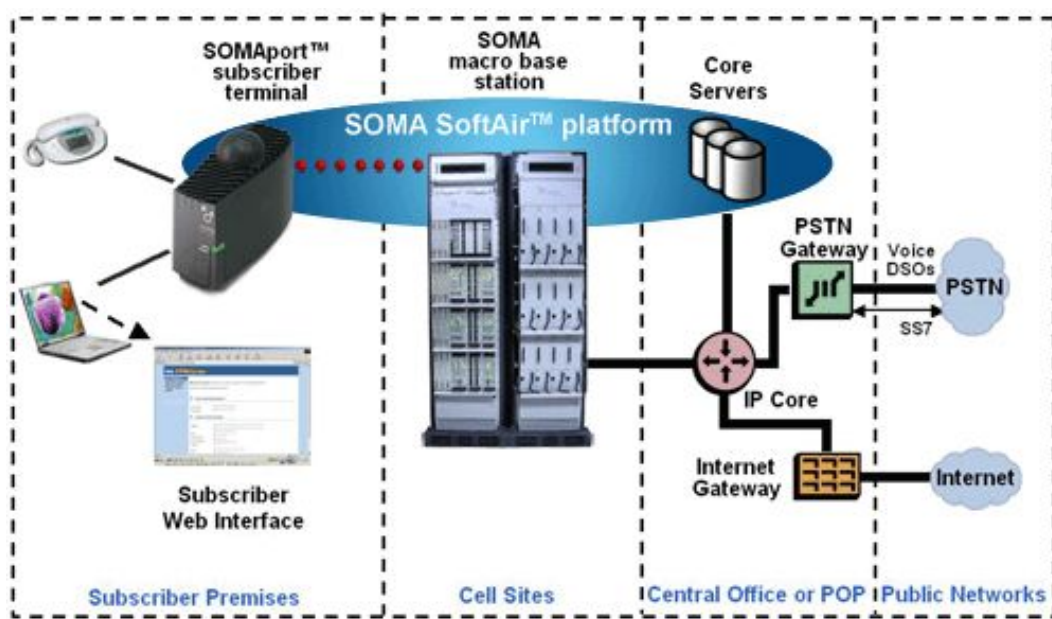 SOMAport™
subscriber
terminal
SOMA
macro base
station
Core
Servers
SOMA SoftAir™ platform
PSTN
Gateway
Voice
DSOs
PSTN
SS7
IP Core
Internet
Gateway
Internet
Subscriber
Web Interface
Subscriber Premises
Cell Sites
Central Office or POP
Public Networks